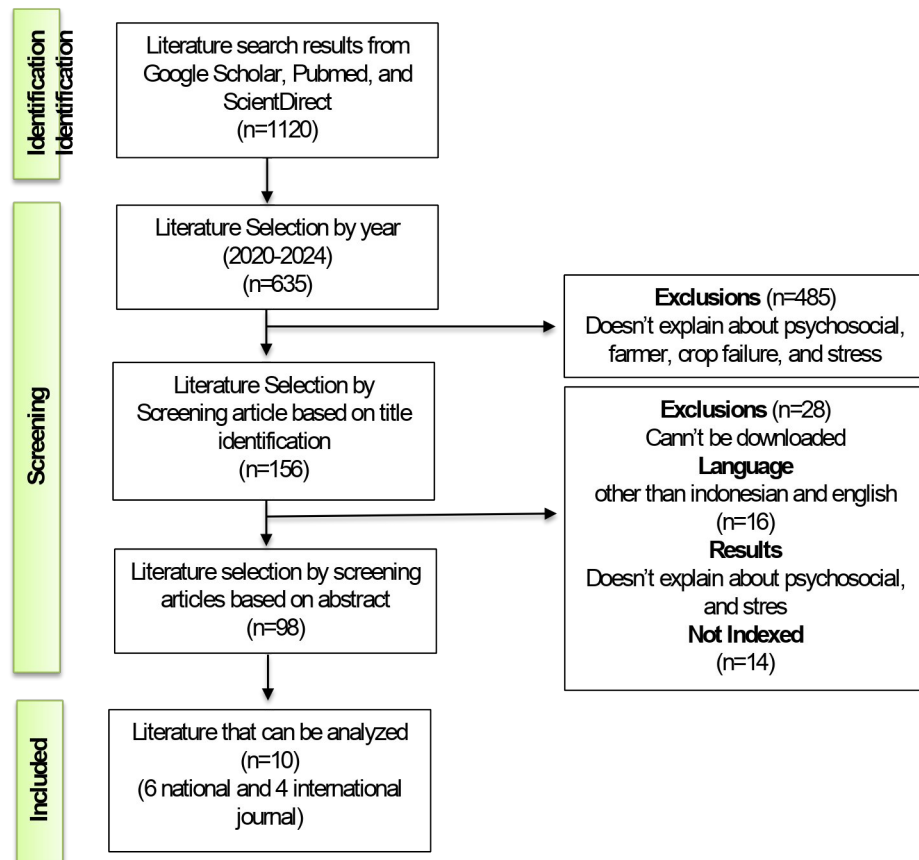 Identification
Identification
Literature search results from
Google Scholar, Pubmed, and
ScientDirect
(n=1120)
Screening
Literature Selection by year
(2020-2024)
(n=635)
Exclusions (n=485)
Doesn't explain about psychosocial,
farmer, crop failure, and stress
Literature Selection by
Screening article based on title
identification
(n=156)
Exclusions (n=28)
Cann't be downloaded
Language
other than indonesian and english
(n=16)
Results
Doesn't explain about psychosocial,
and stres
Not Indexed
(n=14)
Literature selection by screening
articles based on abstract
(n=98)
Included
Literature that can be analyzed
(n=10)
(6 national and 4 international
journal)